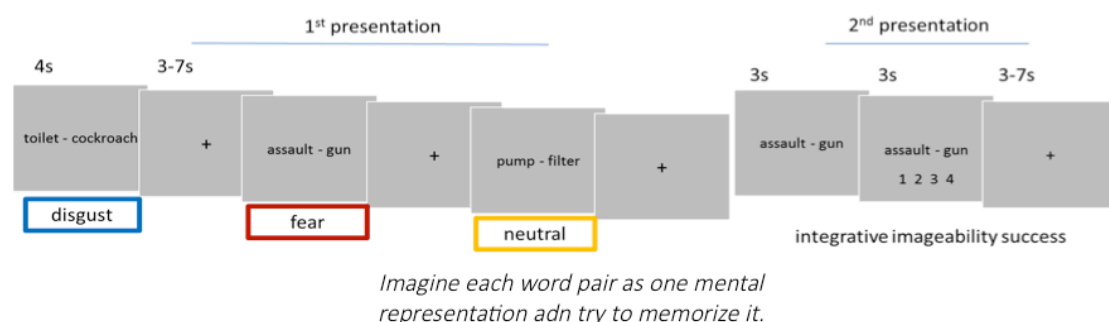 1st presentation
2nd presentation
4s
3-7s
3s
3s
3-7s
toilet - cockroach
+
assault - gun
+
pump - filter
+
assault - gun
assault - gun
1 2 3 4
+
disgust
fear
neutral
integrative imageability success
Imagine each word pair as one mental
representation adn try to memorize it.